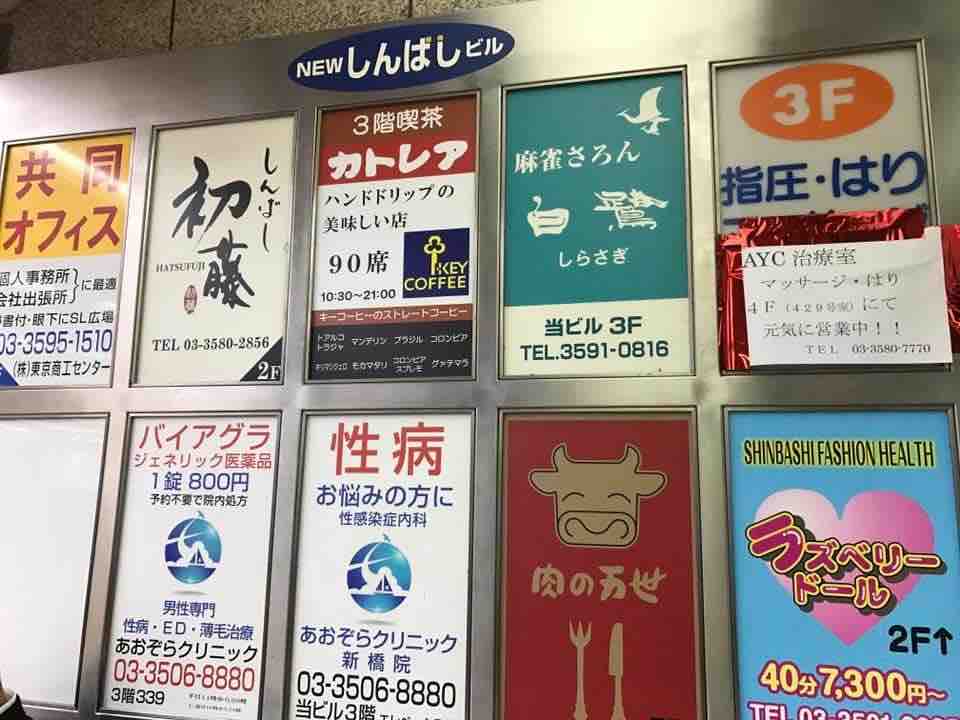 NEW しんばしビル
共同
オフィス
個人事務所
会社出張所
}に最適
書付・眼下にSL広場
03-3595-1510
(株)東京商工センター
しんばし
初藤
HATSUFUJI
TEL 03-3580-2856
2F
3階喫茶
カトレア
ハンドドリップの
美味しい店
90席
KEY
COFFEE
10:30~21:00
キーコーヒーのストレートコーヒー
トアルコ
トラジャ
マンデリン
ブラジル
コロンビア
キリマンジェロ
モカマタリ
コロンビア
スプレモ
グァテマラ
麻雀さろん
白鷺
しらさぎ
当ビル 3F
TEL.3591-0816
3F
指圧・はり
AYC 治療室
マッサージ・はり
4F(429号室)にて
元気に営業中!!
TEL 03-3580-7770
バイアグラ
ジェネリック医薬品
1錠 800円
予約不要で院内処方
男性専門
性病・ED・薄毛治療
あおぞらクリニック
03-3506-8880
3階339
性病
お悩みの方に
性感染症内科
あおぞらクリニック
新橋院
03-3506-8880
当ビル3階
肉の万世
SHINBASHI FASHION HEALTH
ラズベリー
ドール
2F↑
40分7,300円~